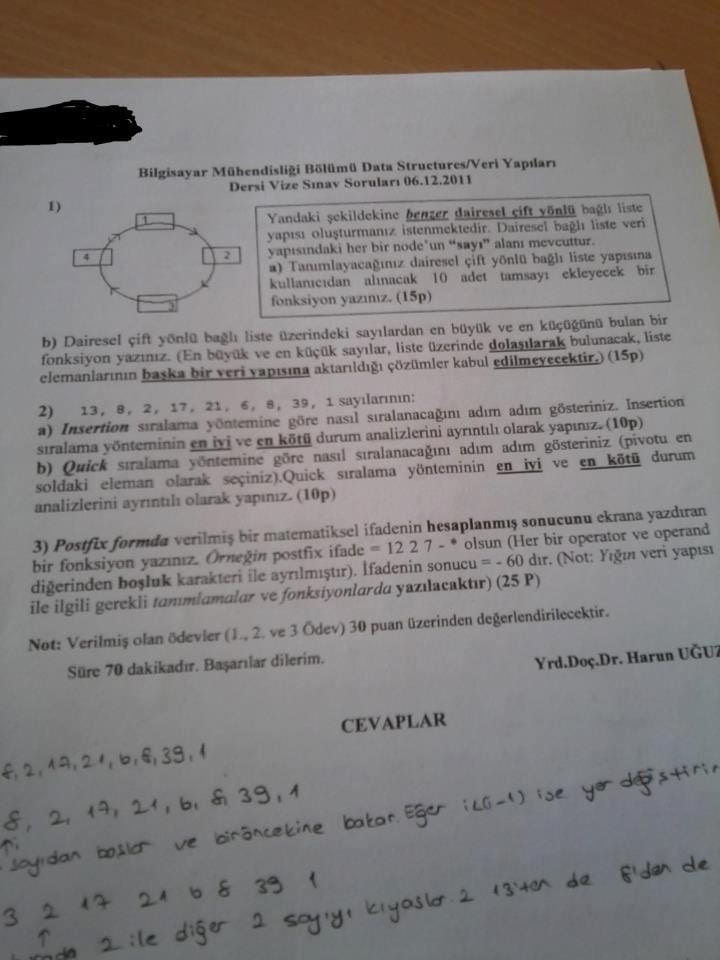 Bilgisayar Mühendisliği Bölümü Data Structures/Veri Yapıları
Dersi Vize Sınav Soruları 06.12.2011
1)
1
4
2
3
Yandaki şekildekine benzer dairesel çift yönlü bağlı liste
yapısı oluşturmanız istenmektedir. Dairesel bağlı liste veri
yapısındaki her bir node'un "sayı" alanı mevcuttur.
a) Tanımlayacağınız dairesel çift yönlü bağlı liste yapısına
kullanıcıdan alınacak 10 adet tamsayı ekleyecek bir
fonksiyon yazınız. (15p)
b) Dairesel çift yönlü bağlı liste üzerindeki sayılardan en büyük ve en küçüğünü bulan bir
fonksiyon yazınız. (En büyük ve en küçük sayılar, liste üzerinde dolaşılarak bulunacak, liste
elemanlarının başka bir veri yapısına aktarıldığı çözümler kabul edilmeyecektir.) (15p)
2) 13, 8, 2, 17, 21, 6, 8, 39, 1 sayılarının:
a) Insertion sıralama yöntemine göre nasıl sıralanacağını adım adım gösteriniz. Insertion
sıralama yönteminin en iyi ve en kötü durum analizlerini ayrıntılı olarak yapınız. (10p)
b) Quick sıralama yöntemine göre nasıl sıralanacağını adım adım gösteriniz (pivotu en
soldaki eleman olarak seçiniz).Quick sıralama yönteminin en iyi ve en kötü durum
analizlerini ayrıntılı olarak yapınız. (10p)
3) Postfix formda verilmiş bir matematiksel ifadenin hesaplanmış sonucunu ekrana yazdıran
bir fonksiyon yazınız. Örneğin postfix ifade = 12 2 7 - * olsun (Her bir operator ve operand
diğerinden boşluk karakteri ile ayrılmıştır). İfadenin sonucu = - 60 dır. (Not: Yığın veri yapısı
ile ilgili gerekli tanımlamalar ve fonksiyonlarda yazılacaktır) (25 P)
Not: Verilmiş olan ödevler (1., 2. ve 3 Ödev) 30 puan üzerinden değerlendirilecektir.
Süre 70 dakikadır. Başarılar dilerim.
Yrd.Doç.Dr. Harun UĞUZ
CEVAPLAR
8, 2, 17, 21, 6, 8, 39, 1
8, 2, 17, 21, 6, 8, 39, 1
sayıdan başlar ve bir öncekine bakar. Eğer i<(i-1) ise yer değiştirir
3 2 17 21 6 8 39 1
2 ile diğer 2 sayıyı kıyaslar. 2 13'ten de 8'den de